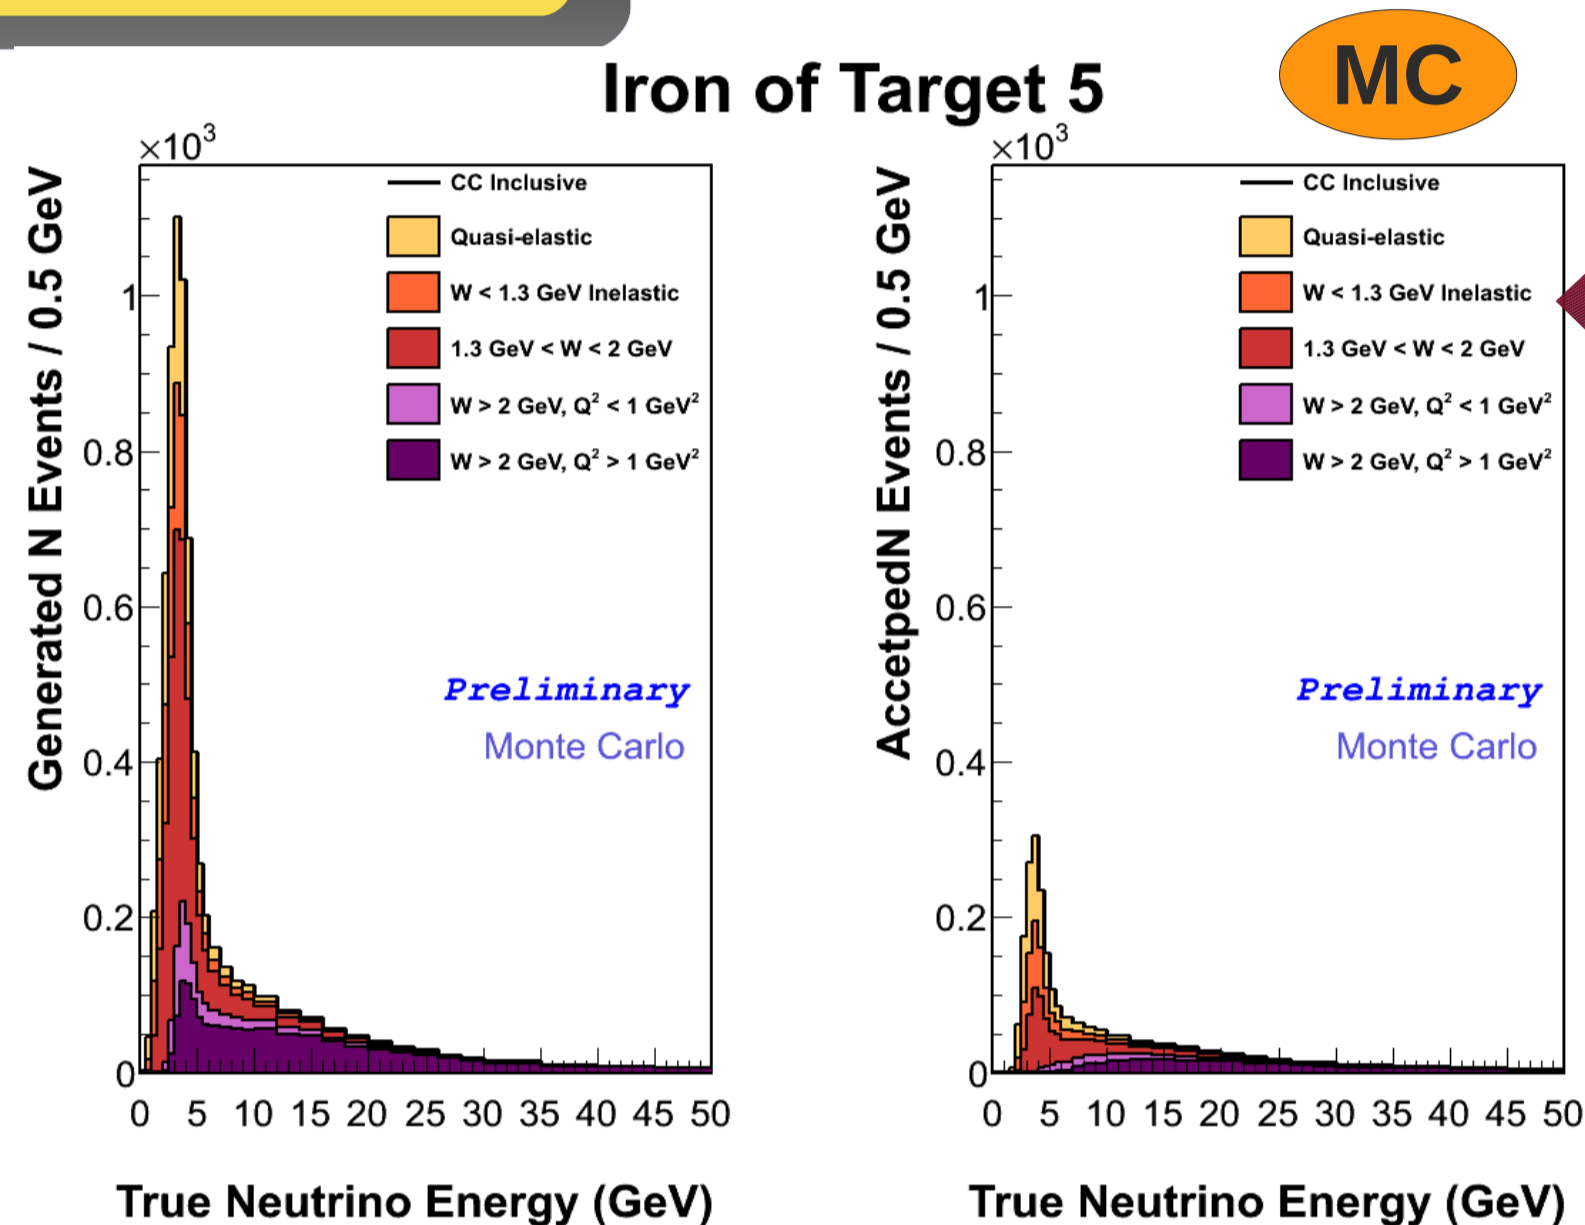 MC
Iron of Target 5
×10³
Generated N Events / 0.5 GeV
CC Inclusive
Quasi-elastic
W < 1.3 GeV Inelastic
1.3 GeV < W < 2 GeV
W > 2 GeV, Q² < 1 GeV²
W > 2 GeV, Q² > 1 GeV²
Preliminary
Monte Carlo
1
0.8
0.6
0.4
0.2
0
0 5 10 15 20 25 30 35 40 45 50
True Neutrino Energy (GeV)
×10³
AccetpedN Events / 0.5 GeV
CC Inclusive
Quasi-elastic
W < 1.3 GeV Inelastic
1.3 GeV < W < 2 GeV
W > 2 GeV, Q² < 1 GeV²
W > 2 GeV, Q² > 1 GeV²
Preliminary
Monte Carlo
1
0.8
0.6
0.4
0.2
0
0 5 10 15 20 25 30 35 40 45 50
True Neutrino Energy (GeV)